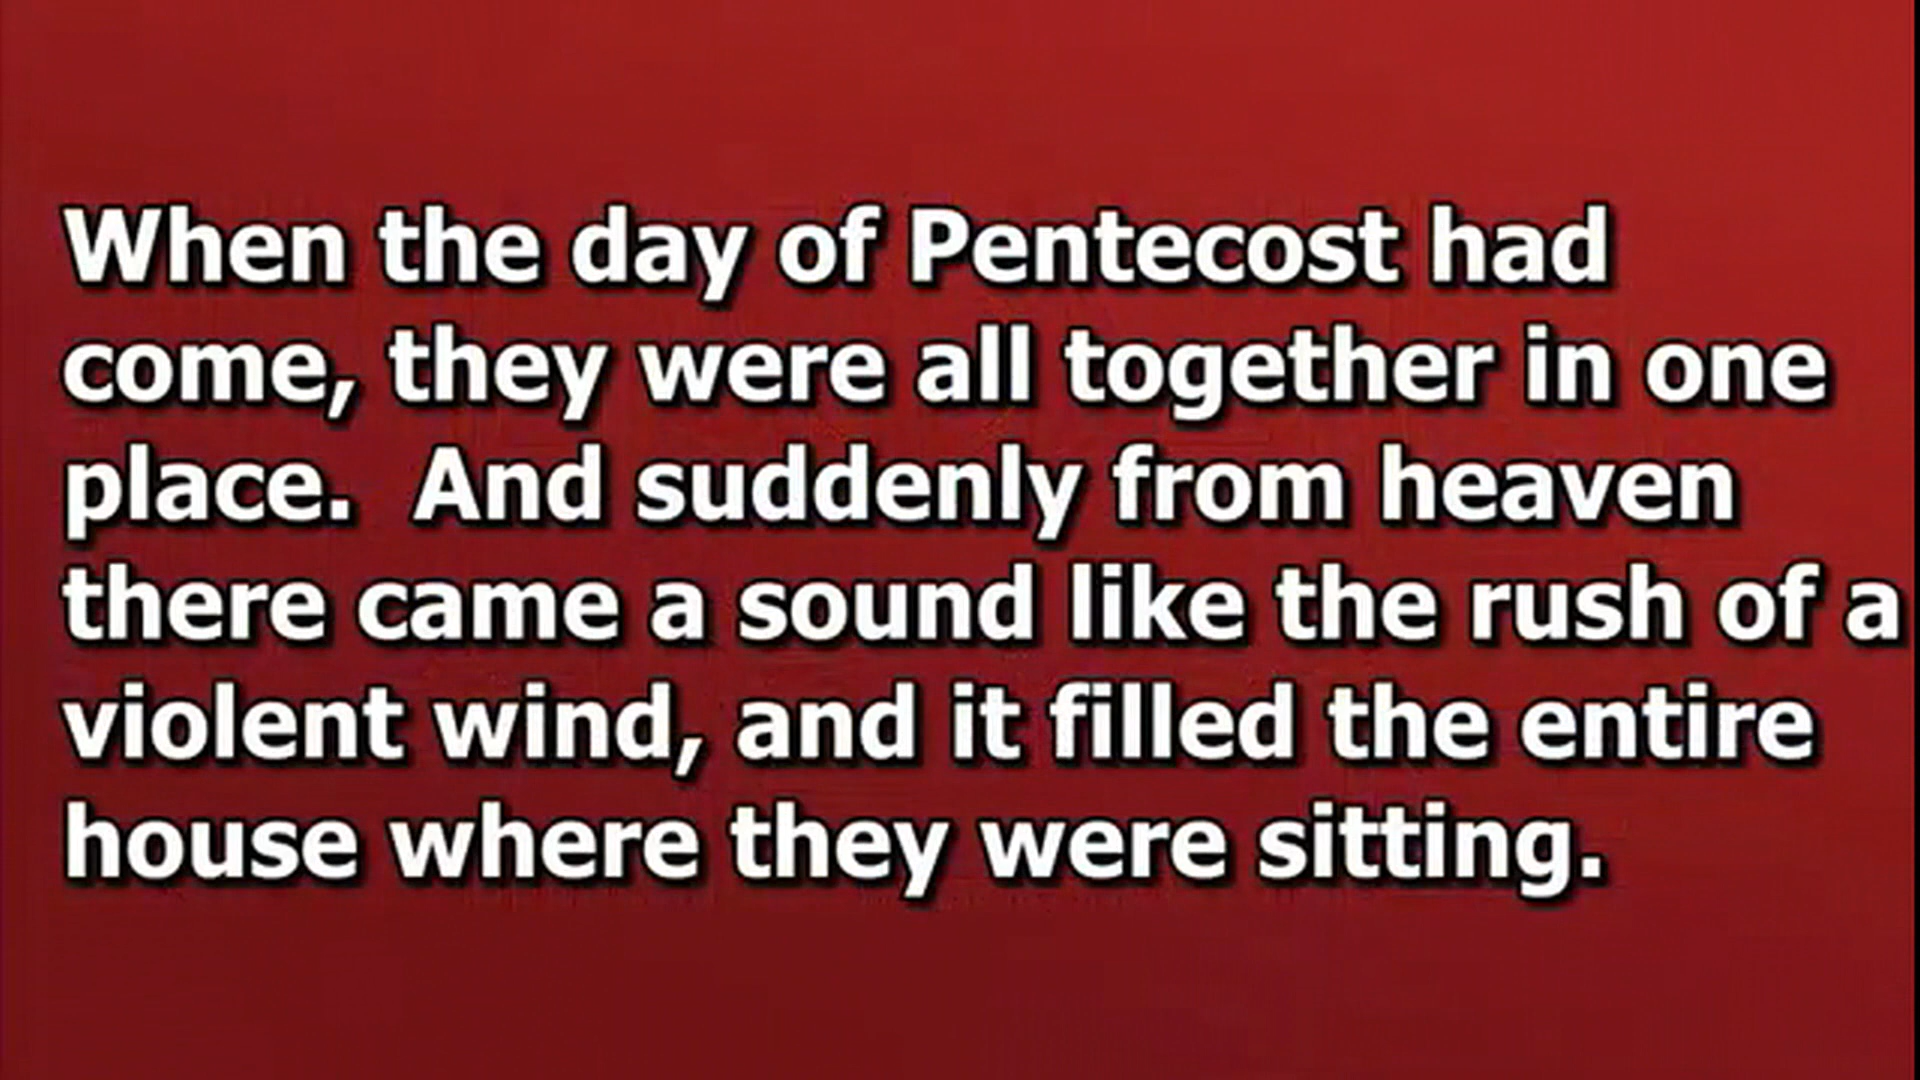 When the day of Pentecost had
come, they were all together in one
place.  And suddenly from heaven
there came a sound like the rush of a
violent wind, and it filled the entire
house where they were sitting.